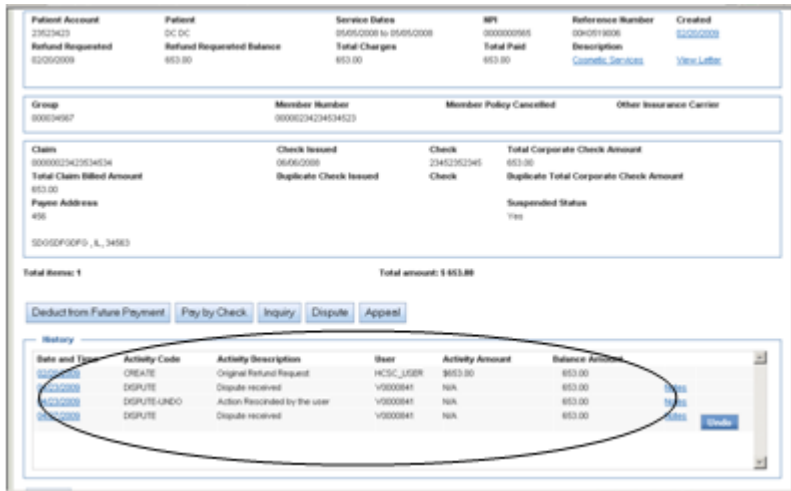 Patient Account Patient Service Dates NPI Reference Number Created
23523423 DC DC 05/05/2008 to 05/05/2008 0000000565 00H0519006 02/20/2009
Refund Requested Refund Requested Balance Total Charges Total Paid Description
02/20/2009 653.00 653.00 653.00 Cosmetic Services View Letter
Group Member Number Member Policy Cancelled Other Insurance Carrier
000034567 00000234234534523
Claim Check Issued Check Total Corporate Check Amount
00000023423534534 06/06/2008 23452352345 653.00
Total Claim Billed Amount Duplicate Check Issued Check Duplicate Total Corporate Check Amount
653.00
Payee Address Suspended Status
456 Yes
SDGSDFGDFG , IL, 34563
Total items: 1 Total amount: $ 653.00
Deduct from Future Payment Pay by Check Inquiry Dispute Appeal
History
Date and Time Activity Code Activity Description User Activity Amount Balance Amount
CREATE Original Refund Request HCSC_USER $653.00 653.00
DISPUTE Dispute received V0000841 N/A 653.00 Notes
DISPUTE-UNDO Action Rescinded by the user V0000841 N/A 653.00 Notes
DISPUTE Dispute received V0000841 N/A 653.00 Notes
Undo